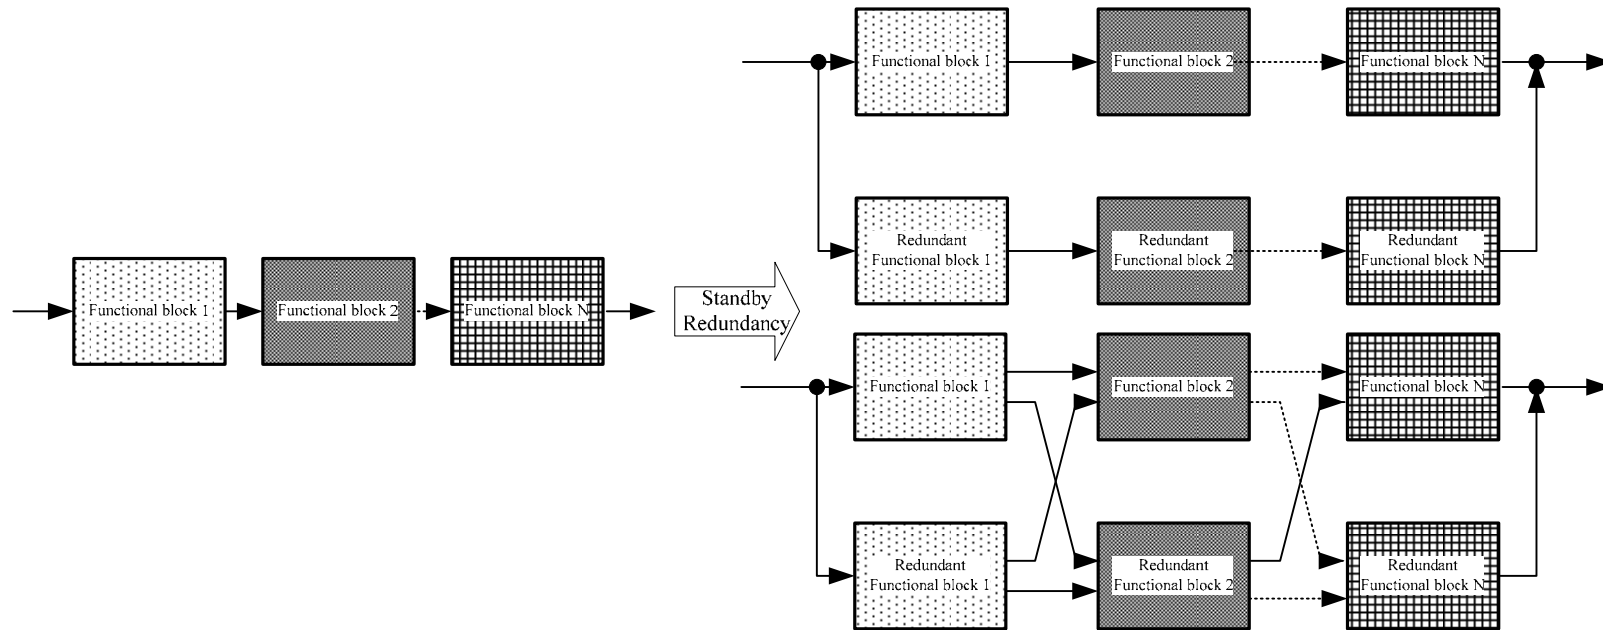 Functional block 1
Functional block 2
Functional block N
Standby
Redundancy
Functional block 1
Functional block 2
Functional block N
Redundant
Functional block 1
Redundant
Functional block 2
Redundant
Functional block N
Functional block 1
Functional block 2
Functional block N
Redundant
Functional block 1
Redundant
Functional block 2
Redundant
Functional block N